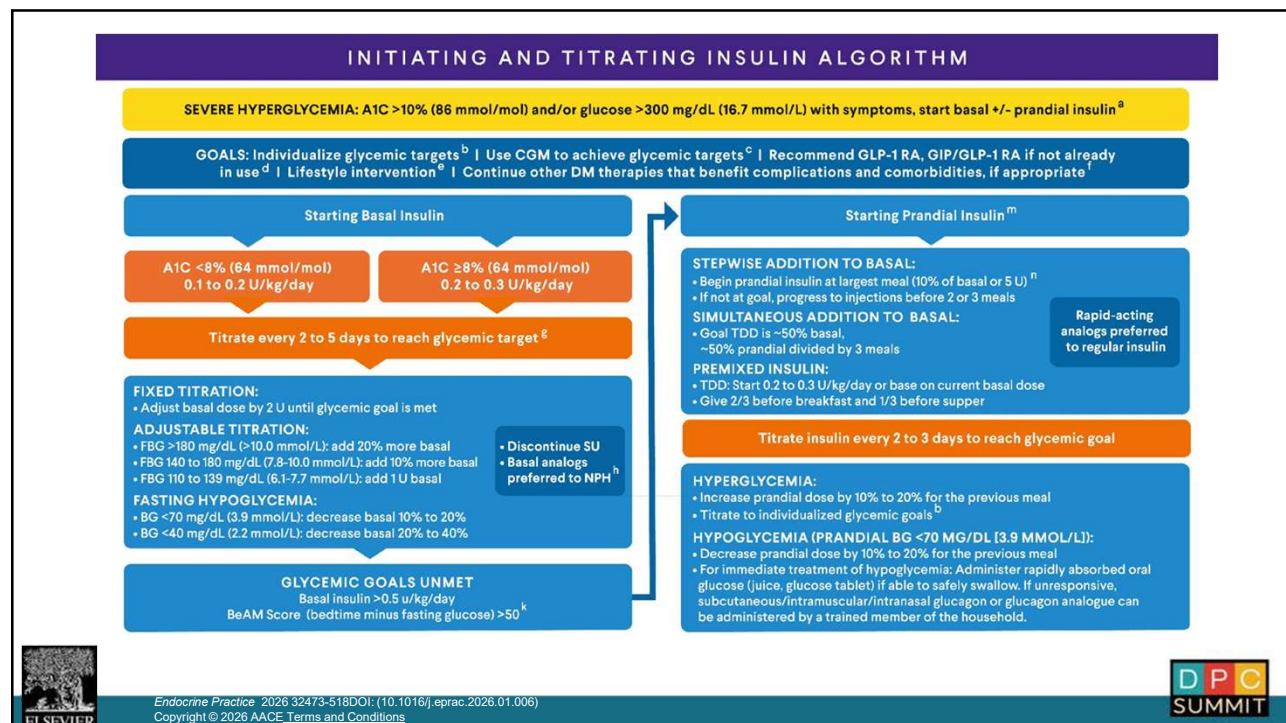 INITIATING AND TITRATING INSULIN ALGORITHM
SEVERE HYPERGLYCEMIA: A1C >10% (86 mmol/mol) and/or glucose >300 mg/dL (16.7 mmol/L) with symptoms, start basal +/- prandial insulin a
GOALS: Individualize glycemic targets b | Use CGM to achieve glycemic targets c | Recommend GLP-1 RA, GIP/GLP-1 RA if not already
in use d | Lifestyle intervention e | Continue other DM therapies that benefit complications and comorbidities, if appropriate f
Starting Basal Insulin
A1C <8% (64 mmol/mol)
0.1 to 0.2 U/kg/day
A1C ≥8% (64 mmol/mol)
0.2 to 0.3 U/kg/day
Titrate every 2 to 5 days to reach glycemic target g
FIXED TITRATION:
• Adjust basal dose by 2 U until glycemic goal is met
ADJUSTABLE TITRATION:
• FBG >180 mg/dL (>10.0 mmol/L): add 20% more basal
• FBG 140 to 180 mg/dL (7.8-10.0 mmol/L): add 10% more basal
• FBG 110 to 139 mg/dL (6.1-7.7 mmol/L): add 1 U basal
FASTING HYPOGLYCEMIA:
• BG <70 mg/dL (3.9 mmol/L): decrease basal 10% to 20%
• BG <40 mg/dL (2.2 mmol/L): decrease basal 20% to 40%
• Discontinue SU
• Basal analogs
preferred to NPH h
GLYCEMIC GOALS UNMET
Basal insulin >0.5 u/kg/day
BeAM Score (bedtime minus fasting glucose) >50 k
Starting Prandial Insulin m
STEPWISE ADDITION TO BASAL:
• Begin prandial insulin at largest meal (10% of basal or 5 U) n
• If not at goal, progress to injections before 2 or 3 meals
SIMULTANEOUS ADDITION TO BASAL:
• Goal TDD is ~50% basal,
~50% prandial divided by 3 meals
PREMIXED INSULIN:
• TDD: Start 0.2 to 0.3 U/kg/day or base on current basal dose
• Give 2/3 before breakfast and 1/3 before supper
Rapid-acting
analogs preferred
to regular insulin
Titrate insulin every 2 to 3 days to reach glycemic goal
HYPERGLYCEMIA:
• Increase prandial dose by 10% to 20% for the previous meal
• Titrate to individualized glycemic goals b
HYPOGLYCEMIA (PRANDIAL BG <70 MG/DL [3.9 MMOL/L]):
• Decrease prandial dose by 10% to 20% for the previous meal
• For immediate treatment of hypoglycemia: Administer rapidly absorbed oral
glucose (juice, glucose tablet) if able to safely swallow. If unresponsive,
subcutaneous/intramuscular/intranasal glucagon or glucagon analogue can
be administered by a trained member of the household.
ELSEVIER
Endocrine Practice 2026 32473-518DOI: (10.1016/j.eprac.2026.01.006)
Copyright © 2026 AACE Terms and Conditions
DPC
SUMMIT